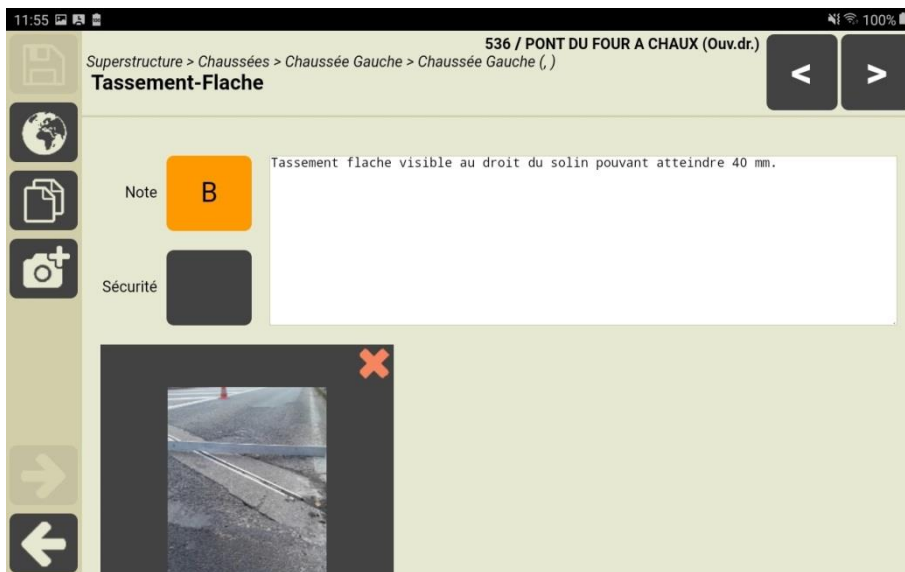 11:55
100%
536 / PONT DU FOUR A CHAUX (Ouv.dr.)
Superstructure > Chaussées > Chaussée Gauche > Chaussée Gauche (, )
Tassement-Flache
<
>
Note
B
Tassement flache visible au droit du solin pouvant atteindre 40 mm.
Sécurité